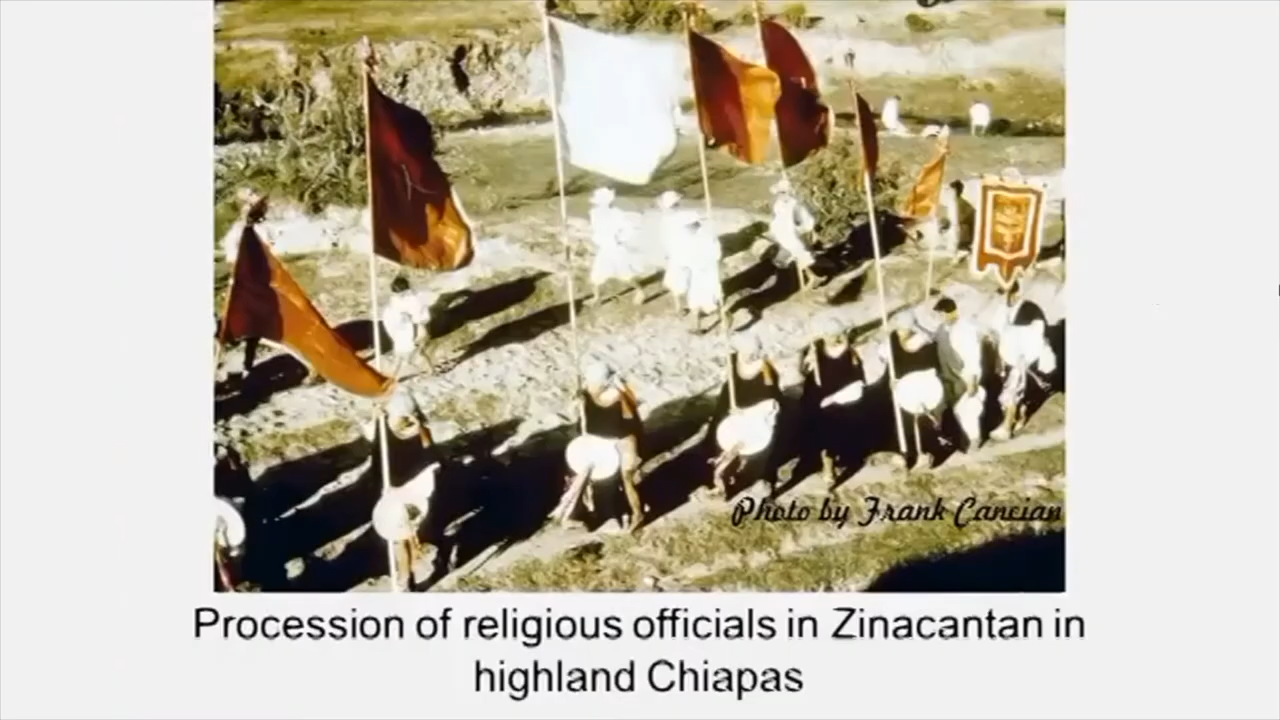 Photo by Frank Cancian
Procession of religious officials in Zinacantan in
highland Chiapas